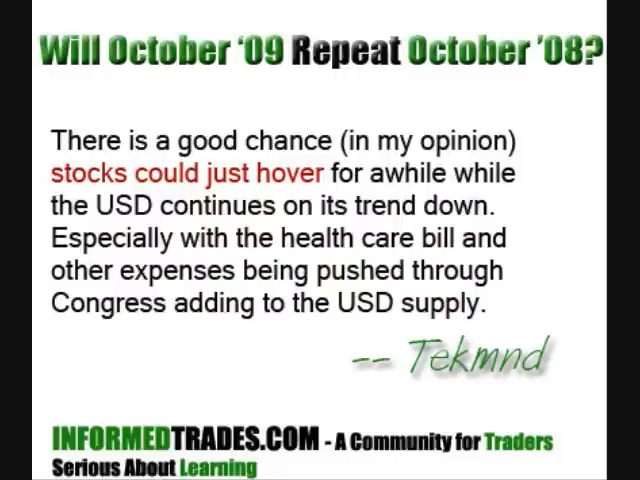 Will October ‘09 Repeat October ’08?
There is a good chance (in my opinion)
stocks could just hover for awhile while
the USD continues on its trend down.
Especially with the health care bill and
other expenses being pushed through
Congress adding to the USD supply.
-- Tekmnd
INFORMEDTRADES.COM - A Community for Traders
Serious About Learning